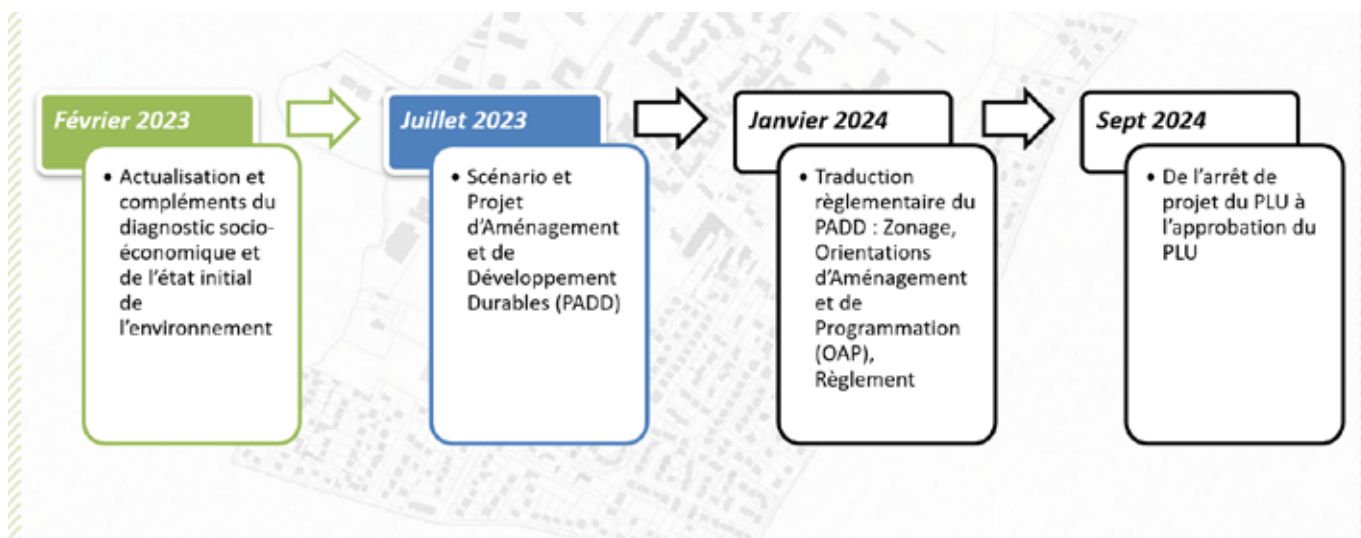 Février 2023
• Actualisation et
compléments du
diagnostic socio-
économique et
de l'état initial
de
l'environnement
Juillet 2023
• Scénario et
Projet
d'Aménagement
et de
Développement
Durables (PADD)
Janvier 2024
• Traduction
règlementaire du
PADD : Zonage,
Orientations
d'Aménagement
et de
Programmation
(OAP),
Règlement
Sept 2024
• De l'arrêt de
projet du PLU à
l'approbation du
PLU